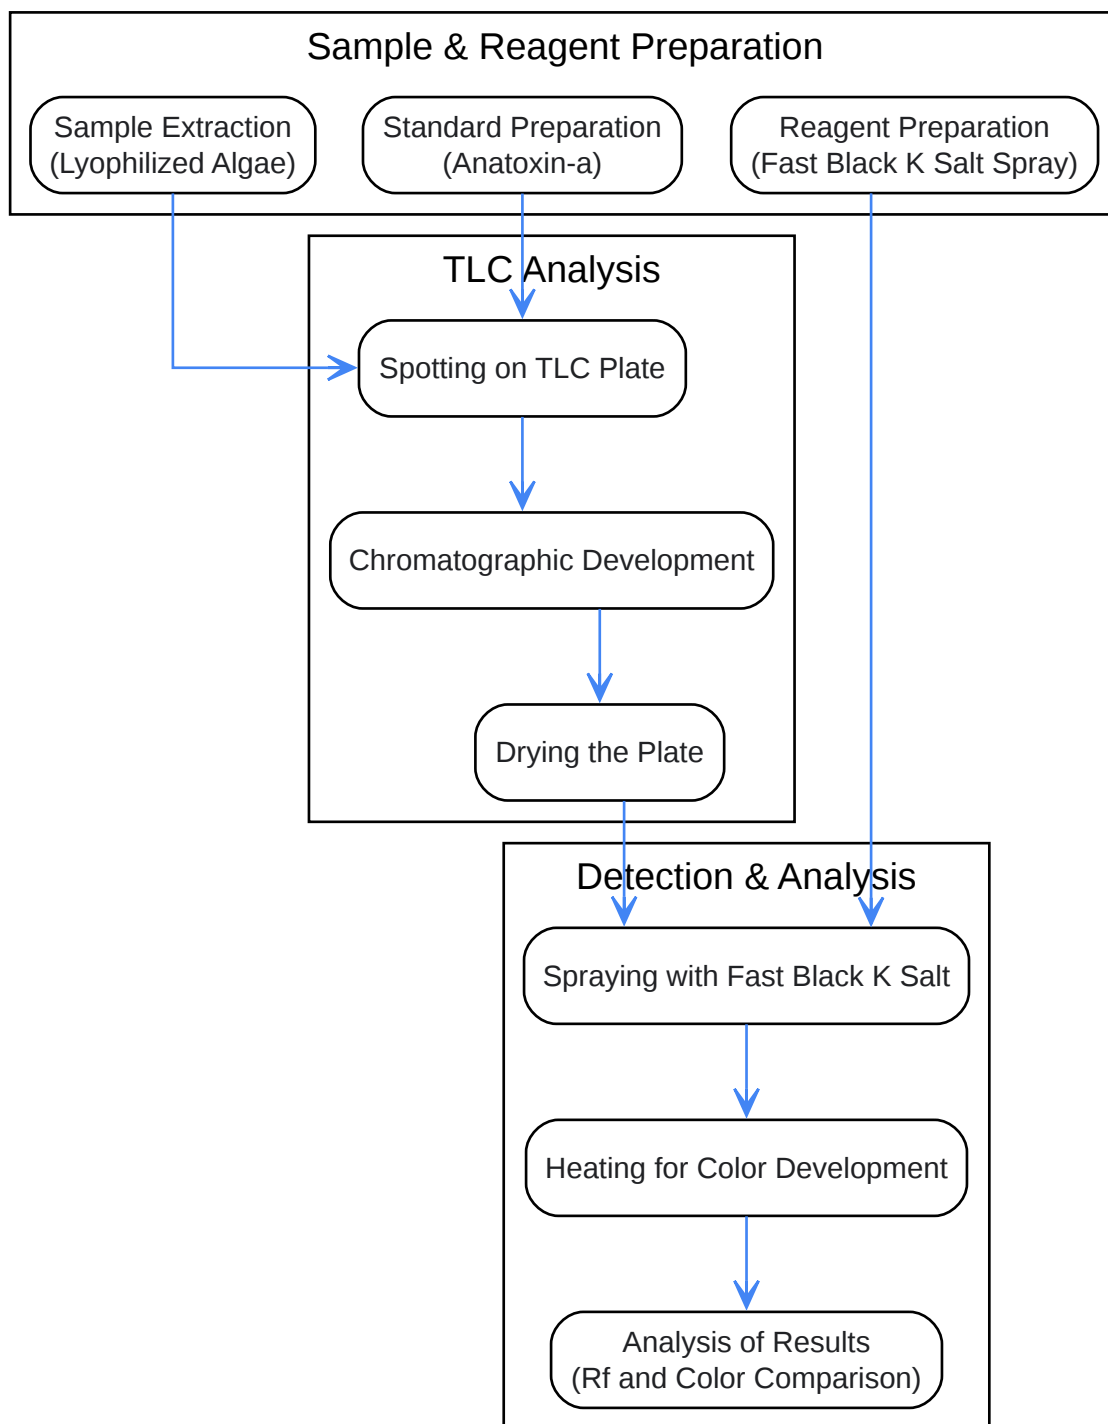 Sample & Reagent Preparation
Sample Extraction
(Lyophilized Algae)
Standard Preparation
(Anatoxin-a)
Reagent Preparation
(Fast Black K Salt Spray)
TLC Analysis
Spotting on TLC Plate
Chromatographic Development
Drying the Plate
Detection & Analysis
Spraying with Fast Black K Salt
Heating for Color Development
Analysis of Results
(Rf and Color Comparison)